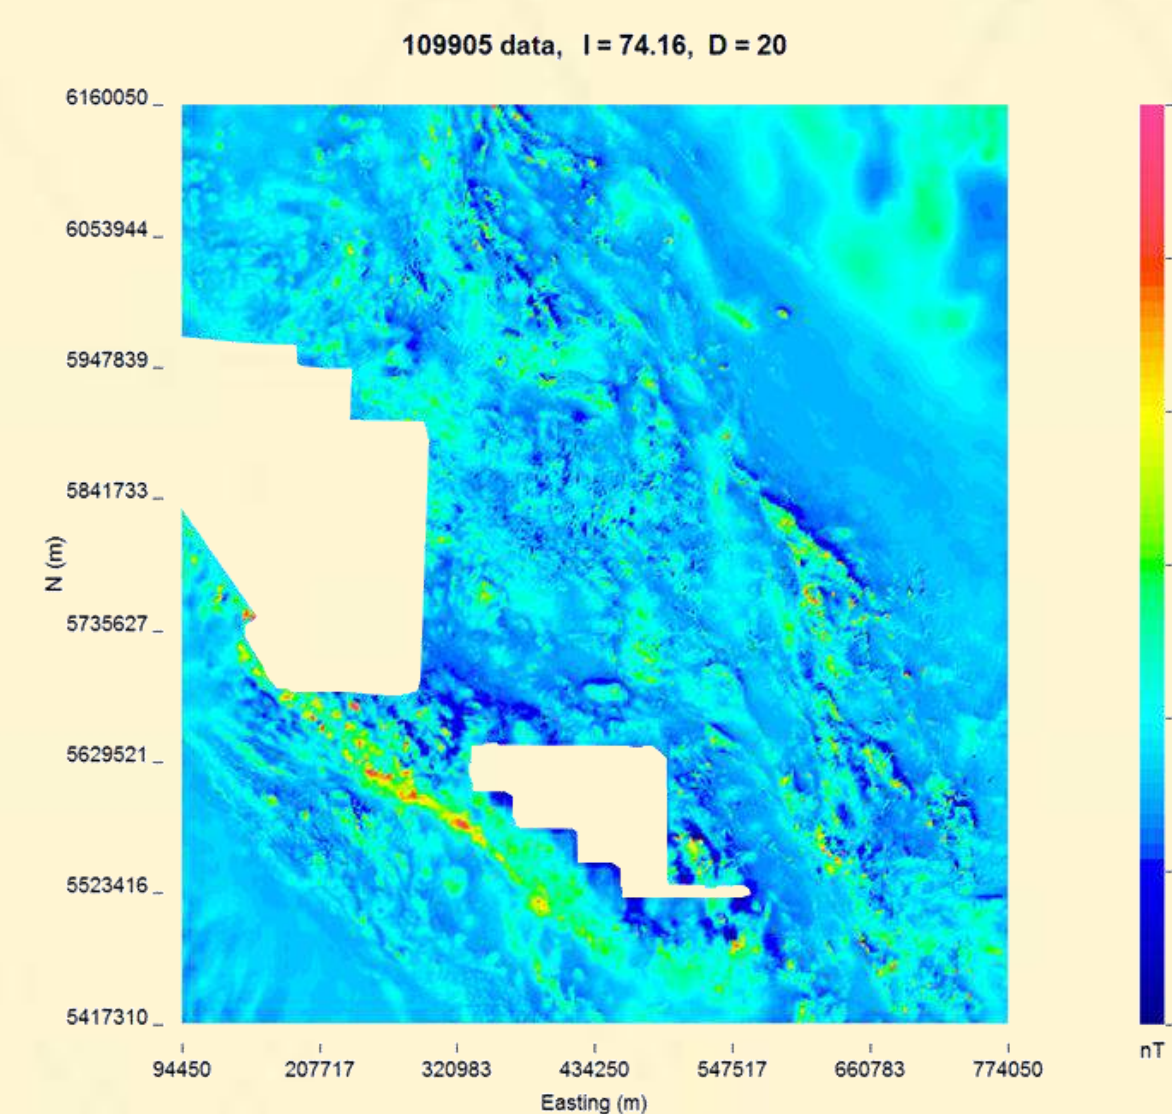 109905 data, I = 74.16, D = 20
6160050
6053944
5947839
5841733
N (m)
5735627
5629521
5523416
5417310
nT
94450 207717 320983 434250 547517 660783 774050
Easting (m)